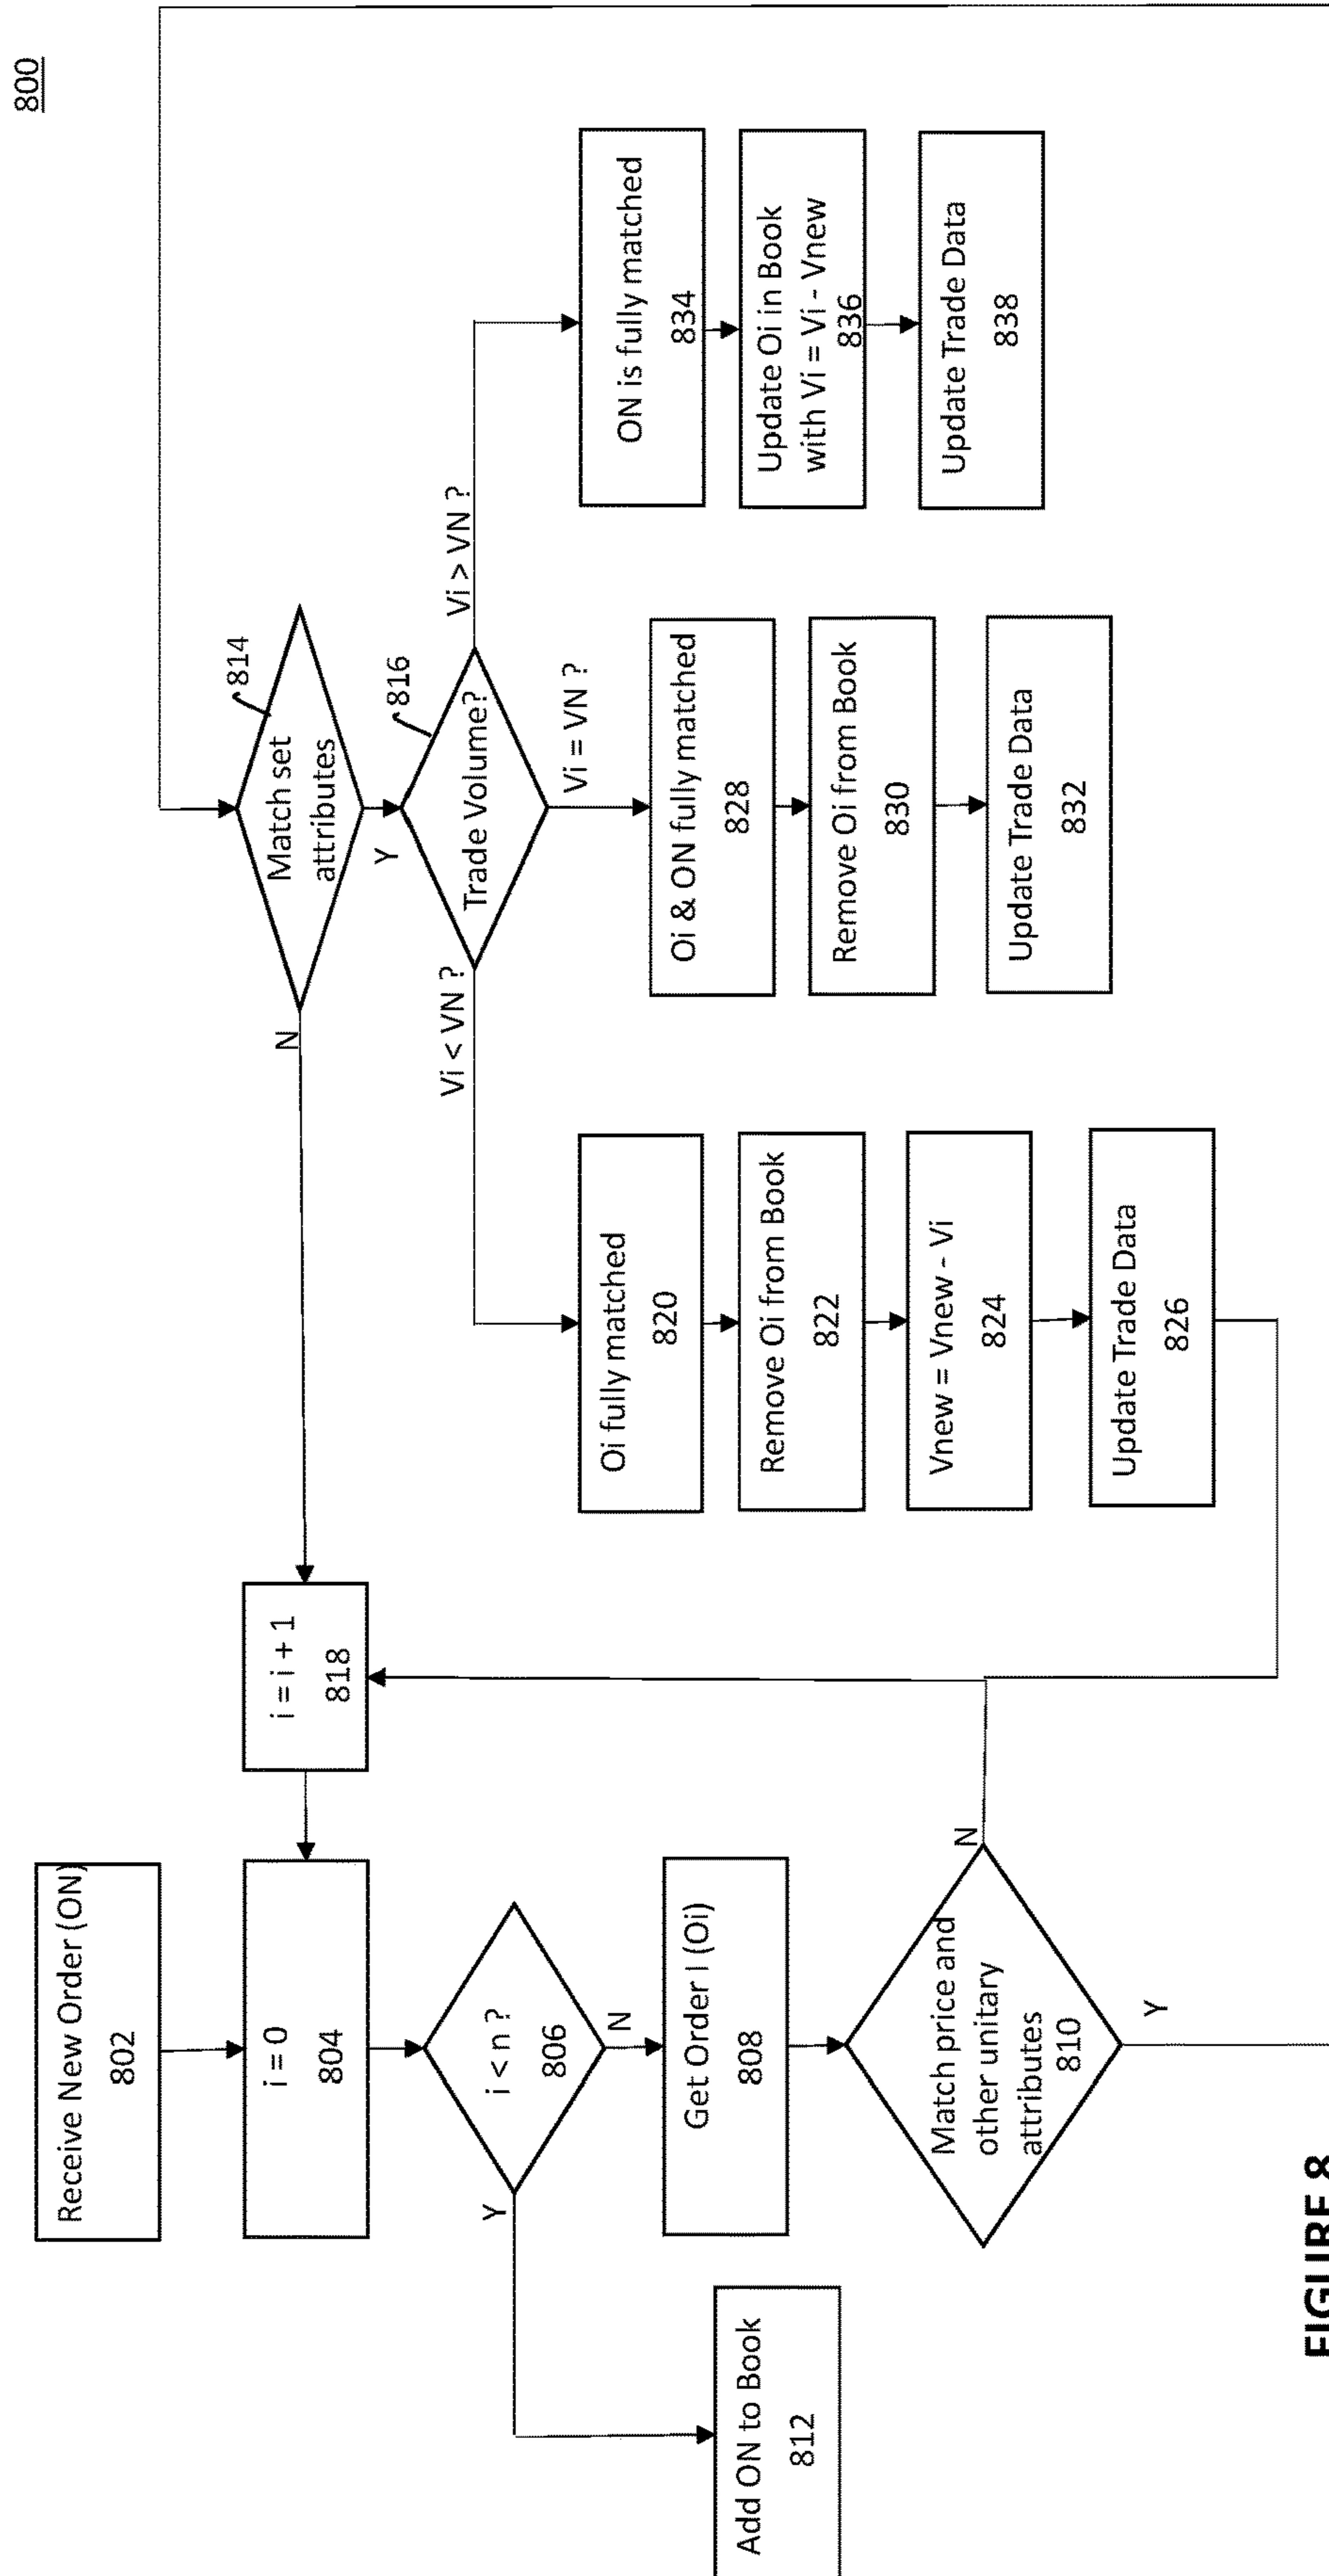 800
Receive New Order (ON)
802
i = 0
804
i < n ?
806
Y
N
Add ON to Book
812
Get Order I (Oi)
808
Match price and
other unitary
attributes
810
N
Y
i = i + 1
818
814
Match set
attributes
N
Y
816
Trade Volume?
Vi < VN ?
Vi = VN ?
Vi > VN ?
Oi fully matched
820
Remove Oi from Book
822
Vnew = Vnew - Vi
824
Update Trade Data
826
Oi & ON fully matched
828
Remove Oi from Book
830
Update Trade Data
832
ON is fully matched
834
Update Oi in Book
with Vi = Vi - Vnew
836
Update Trade Data
838
FIGURE 8